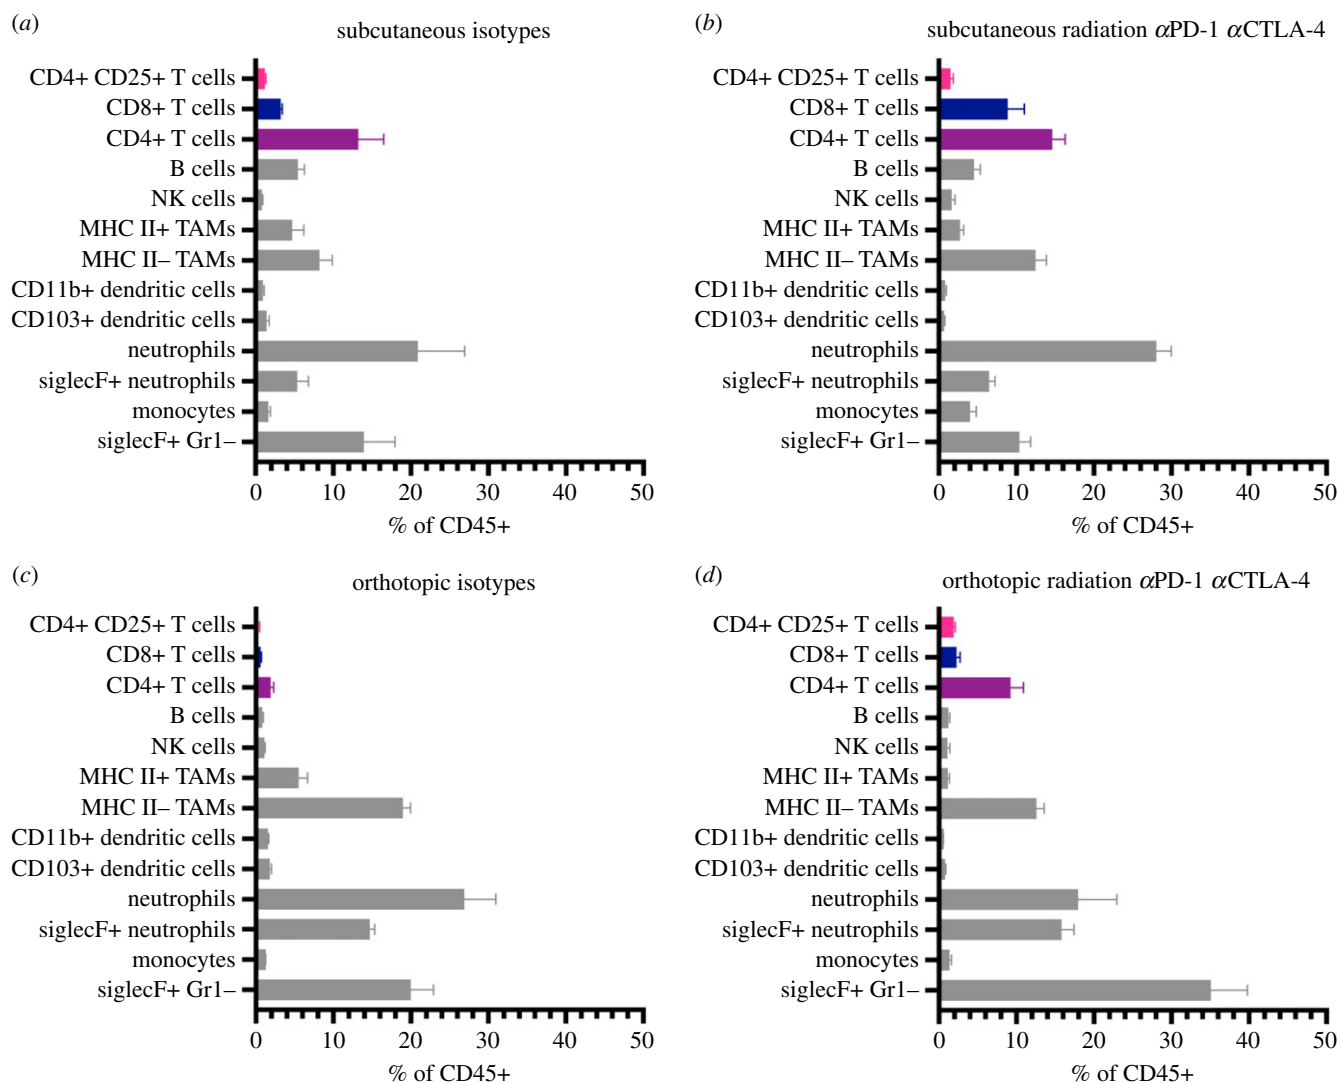 (a)
subcutaneous isotypes
CD4+ CD25+ T cells
CD8+ T cells
CD4+ T cells
B cells
NK cells
MHC II+ TAMs
MHC II– TAMs
CD11b+ dendritic cells
CD103+ dendritic cells
neutrophils
siglecF+ neutrophils
monocytes
siglecF+ Gr1–
0 10 20 30 40 50
% of CD45+
(b)
subcutaneous radiation αPD-1 αCTLA-4
CD4+ CD25+ T cells
CD8+ T cells
CD4+ T cells
B cells
NK cells
MHC II+ TAMs
MHC II– TAMs
CD11b+ dendritic cells
CD103+ dendritic cells
neutrophils
siglecF+ neutrophils
monocytes
siglecF+ Gr1–
0 10 20 30 40 50
% of CD45+
(c)
orthotopic isotypes
CD4+ CD25+ T cells
CD8+ T cells
CD4+ T cells
B cells
NK cells
MHC II+ TAMs
MHC II– TAMs
CD11b+ dendritic cells
CD103+ dendritic cells
neutrophils
siglecF+ neutrophils
monocytes
siglecF+ Gr1–
0 10 20 30 40 50
% of CD45+
(d)
orthotopic radiation αPD-1 αCTLA-4
CD4+ CD25+ T cells
CD8+ T cells
CD4+ T cells
B cells
NK cells
MHC II+ TAMs
MHC II– TAMs
CD11b+ dendritic cells
CD103+ dendritic cells
neutrophils
siglecF+ neutrophils
monocytes
siglecF+ Gr1–
0 10 20 30 40 50
% of CD45+